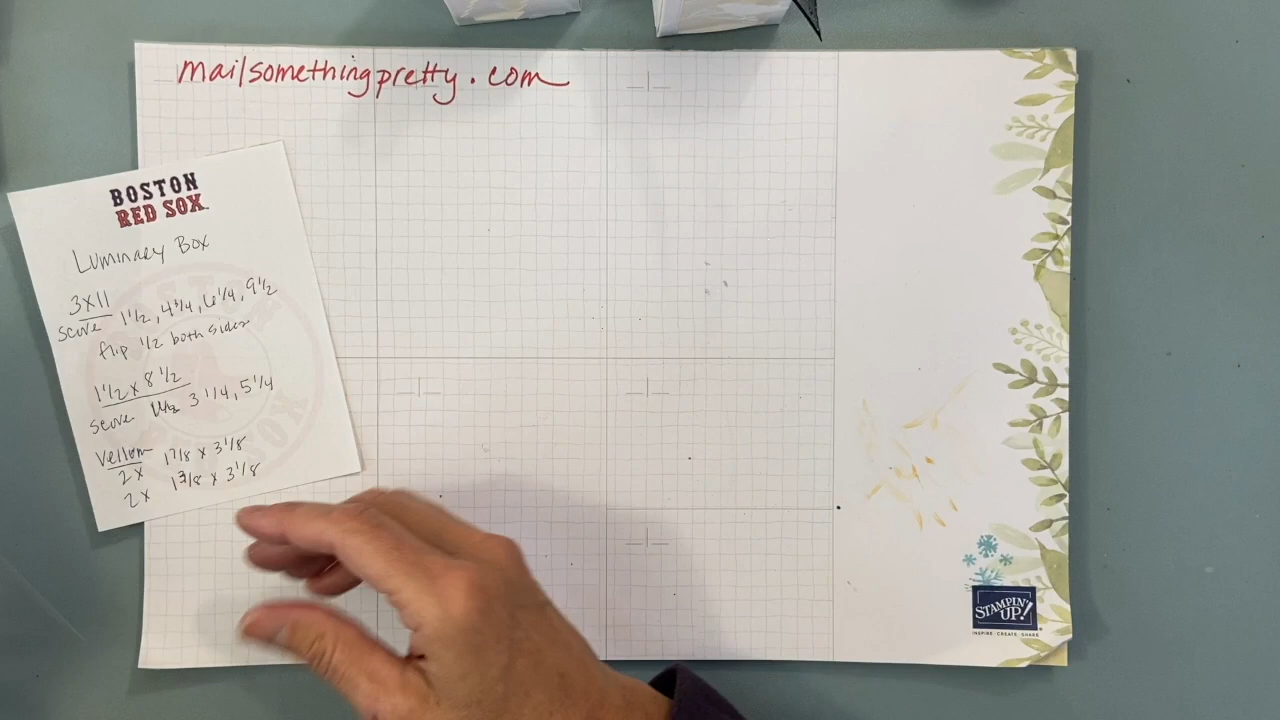 mailsomethingpretty.com
BOSTON
RED SOX
Luminary Box
3x11
score 1 1/2, 4 3/4, 6 1/4, 9 1/2
flip 1/2 both sides
1 1/2 x 8 1/2
score 3 1/4, 5 1/4
Vellum
2x 1 7/8 x 3 1/8
2x 1 3/8 x 3 1/8
STAMPIN' UP!
INSPIRE. CREATE. SHARE.